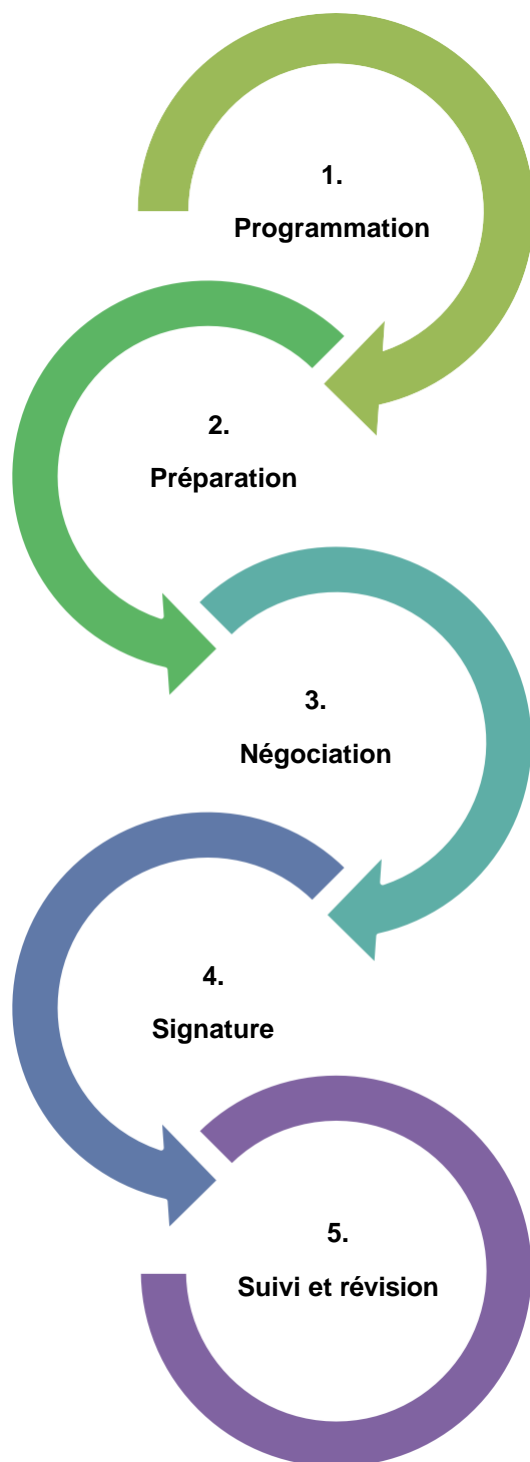 1.
Programmation
2.
Préparation
3.
Négociation
4.
Signature
5.
Suivi et révision